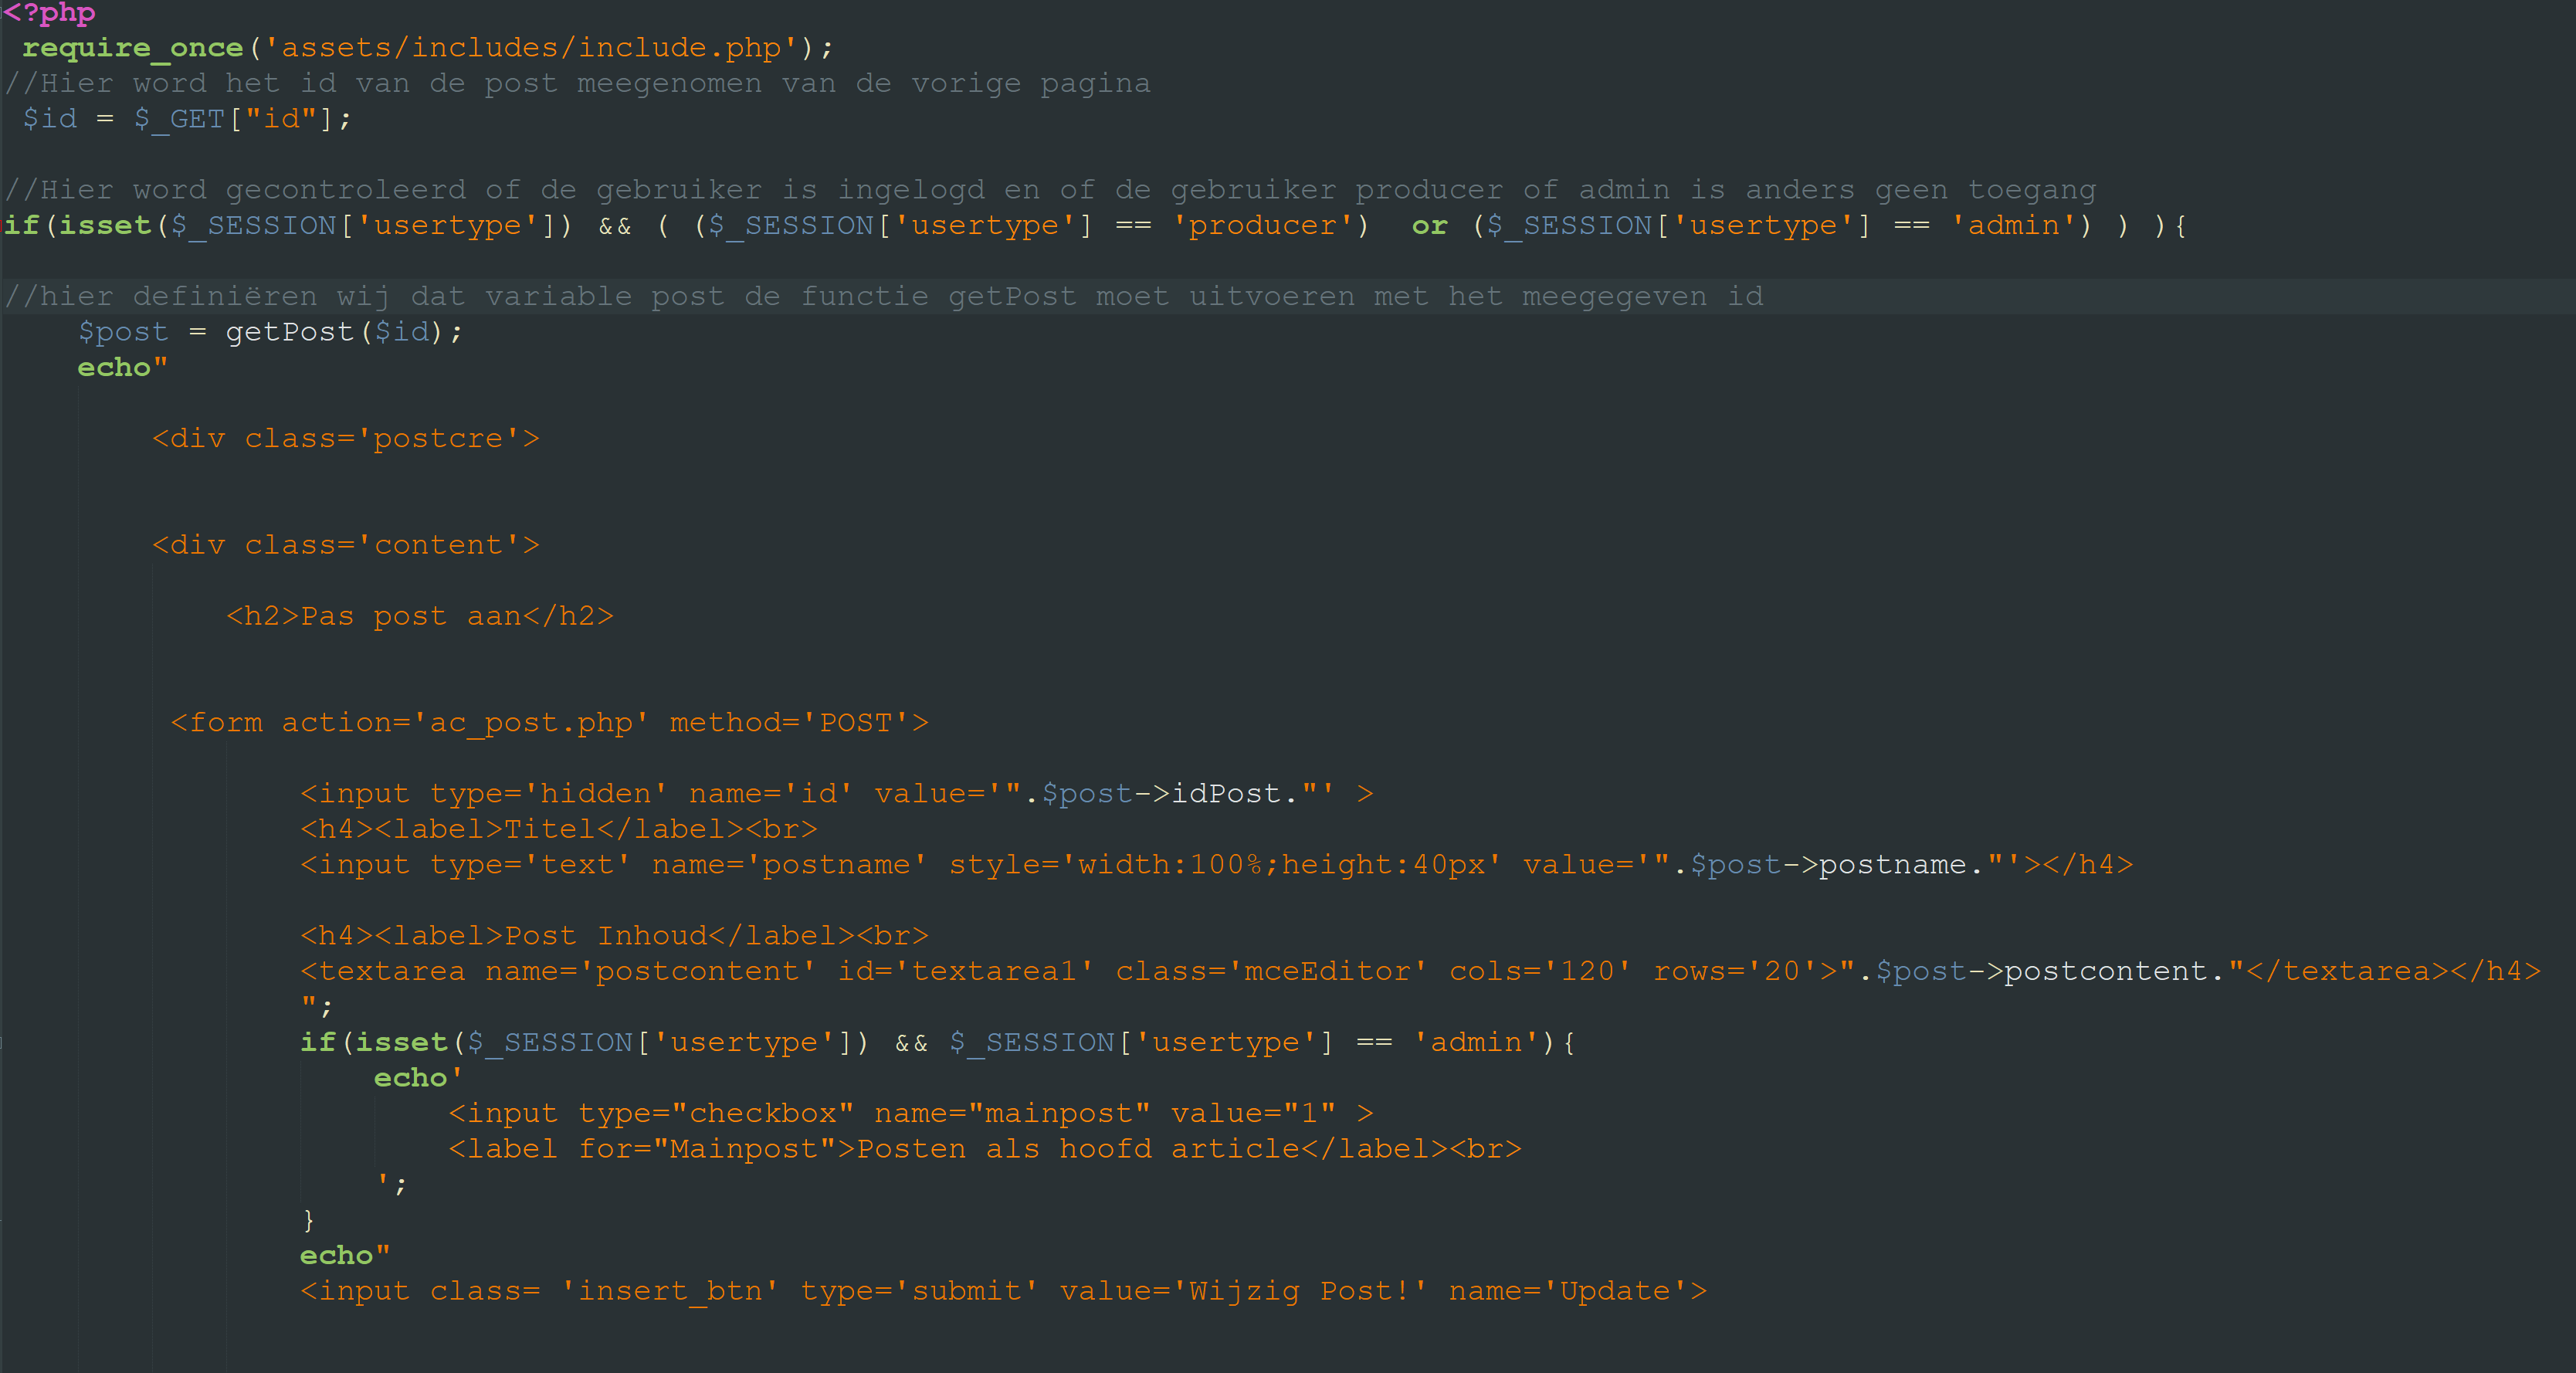 <?php
require_once('assets/includes/include.php');
//Hier word het id van de post meegenomen van de vorige pagina
$id = $_GET["id"];
//Hier word gecontroleerd of de gebruiker is ingelogd en of de gebruiker producer of admin is anders geen toegang
if(isset($_SESSION['usertype']) && ( ($_SESSION['usertype'] == 'producer')  or ($_SESSION['usertype'] == 'admin') ) ){
//hier definiëren wij dat variable post de functie getPost moet uitvoeren met het meegegeven id
$post = getPost($id);
echo"
<div class='postcre'>
<div class='content'>
<h2>Pas post aan</h2>
<form action='ac_post.php' method='POST'>
<input type='hidden' name='id' value='".$post->idPost."' >
<h4><label>Titel</label><br>
<input type='text' name='postname' style='width:100%;height:40px' value='".$post->postname."'></h4>
<h4><label>Post Inhoud</label><br>
<textarea name='postcontent' id='textarea1' class='mceEditor' cols='120' rows='20'>".$post->postcontent."</textarea></h4>
";
if(isset($_SESSION['usertype']) && $_SESSION['usertype'] == 'admin'){
echo'
<input type="checkbox" name="mainpost" value="1" >
<label for="Mainpost">Posten als hoofd article</label><br>
';
}
echo"
<input class= 'insert_btn' type='submit' value='Wijzig Post!' name='Update'>